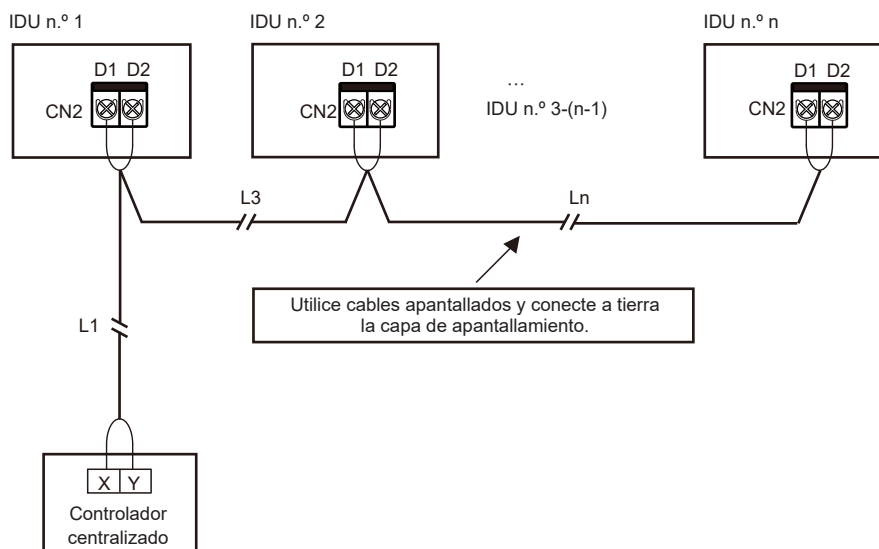 IDU n.º 1
IDU n.º 2
IDU n.º n
D1 D2
D1 D2
D1 D2
CN2
CN2
CN2
...
IDU n.º 3-(n-1)
L3
Ln
Utilice cables apantallados y conecte a tierra
la capa de apantallamiento.
L1
X Y
Controlador
centralizado